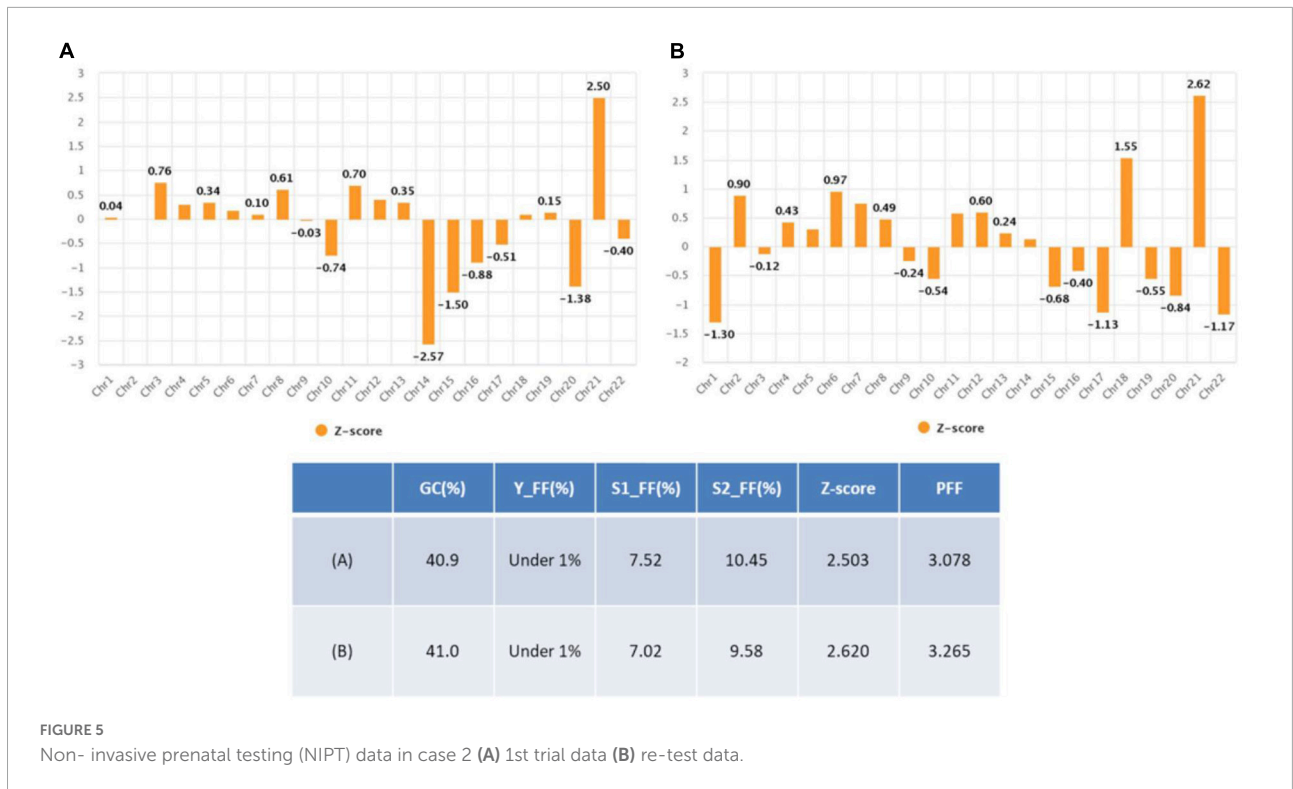 A
3
2.5
2
1.5
1
0.5
0
−0.5
−1
−1.5
−2
−2.5
−3
0.04
0.76
0.34
0.10
0.61
−0.03
−0.74
0.70
0.35
−2.57
−1.50
−0.88
−0.51
0.15
−1.38
2.50
−0.40
Chr1
Chr2
Chr3
Chr4
Chr5
Chr6
Chr7
Chr8
Chr9
Chr10
Chr11
Chr12
Chr13
Chr14
Chr15
Chr16
Chr17
Chr18
Chr19
Chr20
Chr21
Chr22
Z-score
B
3
2.5
2
1.5
1
0.5
0
−0.5
−1
−1.5
−2
−1.30
0.90
−0.12
0.43
0.97
0.49
−0.24
−0.54
0.60
0.24
−0.68
−0.40
−1.13
1.55
−0.55
−0.84
2.62
−1.17
Chr1
Chr2
Chr3
Chr4
Chr5
Chr6
Chr7
Chr8
Chr9
Chr10
Chr11
Chr12
Chr13
Chr14
Chr15
Chr16
Chr17
Chr18
Chr19
Chr20
Chr21
Chr22
Z-score
GC(%) Y_FF(%) S1_FF(%) S2_FF(%) Z-score PFF
(A) 40.9 Under 1% 7.52 10.45 2.503 3.078
(B) 41.0 Under 1% 7.02 9.58 2.620 3.265
FIGURE 5
Non- invasive prenatal testing (NIPT) data in case 2 (A) 1st trial data (B) re-test data.